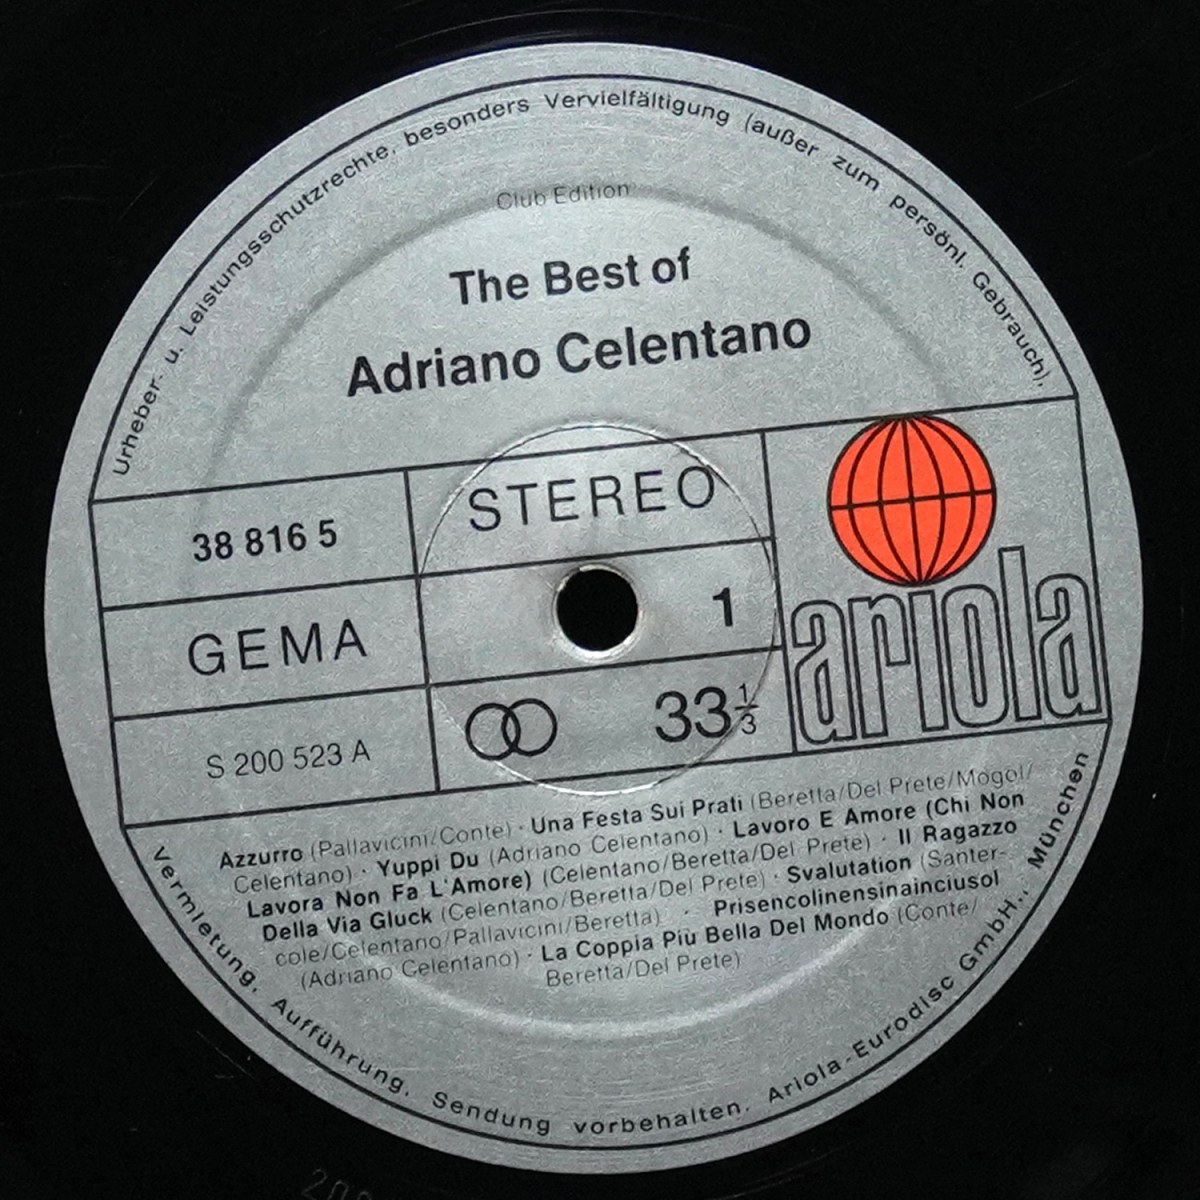 Urheber- u. Leistungsschutzrechte, besonders Vervielfältigung (außer zum persönl. Gebrauch),
Club Edition
The Best of
Adriano Celentano
38 816 5
STEREO
GEMA
1
S 200 523 A
33 1/3
ariola
Azzurro (Pallavicini/Conte) · Una Festa Sui Prati (Beretta/Del Prete/Mogol/
Celentano) · Yuppi Du (Adriano Celentano) · Lavoro E Amore (Chi Non
Lavora Non Fa L'Amore) (Celentano/Beretta/Del Prete) · Il Ragazzo
Della Via Gluck (Celentano/Beretta/Del Prete) · Svalutation (Santer-
cole/Celentano/Pallavicini/Beretta) · Prisencolinensinainciusol
(Adriano Celentano) · La Coppia Più Bella Del Mondo (Conte/
Beretta/Del Prete)
Vermietung, Aufführung, Sendung vorbehalten. Ariola-Eurodisc GmbH., München